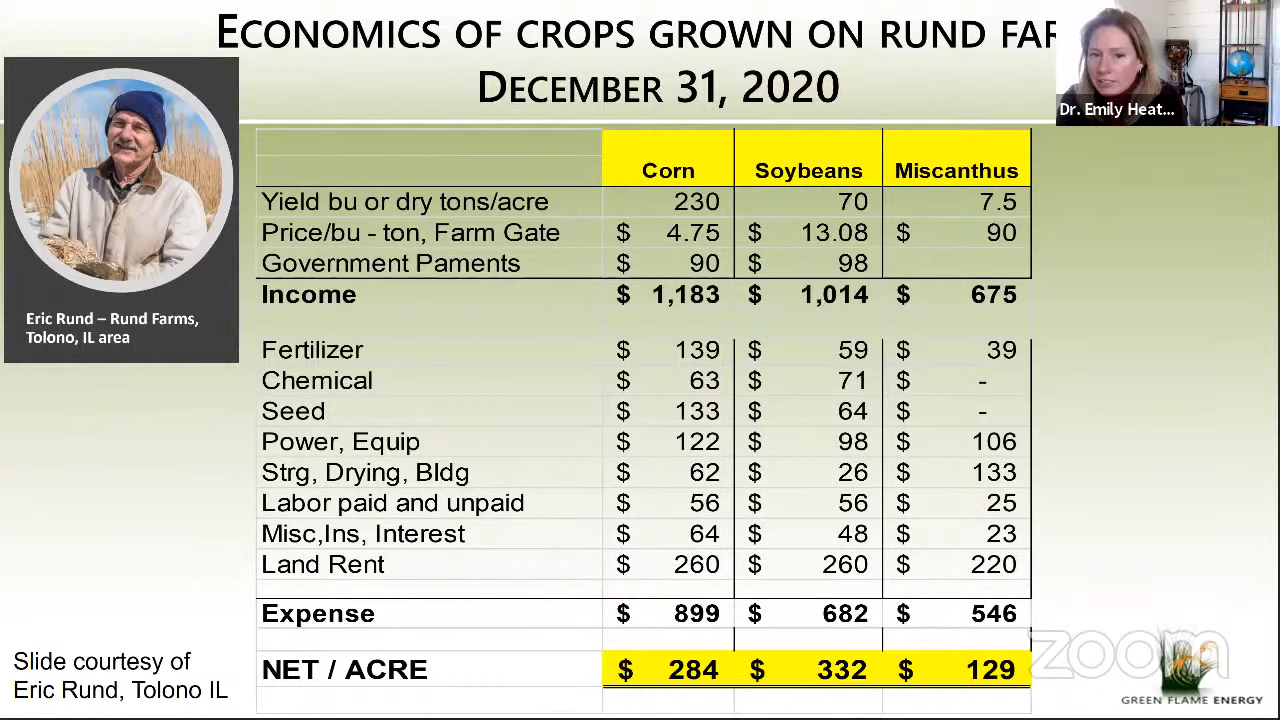 ECONOMICS OF CROPS GROWN ON RUND FAR
DECEMBER 31, 2020
Dr. Emily Heat...
Eric Rund – Rund Farms,
Tolono, IL area
Corn Soybeans Miscanthus
Yield bu or dry tons/acre 230 70 7.5
Price/bu - ton, Farm Gate $ 4.75 $ 13.08 $ 90
Government Paments $ 90 $ 98
Income $ 1,183 $ 1,014 $ 675
Fertilizer $ 139 $ 59 $ 39
Chemical $ 63 $ 71 $ -
Seed $ 133 $ 64 $ -
Power, Equip $ 122 $ 98 $ 106
Strg, Drying, Bldg $ 62 $ 26 $ 133
Labor paid and unpaid $ 56 $ 56 $ 25
Misc,Ins, Interest $ 64 $ 48 $ 23
Land Rent $ 260 $ 260 $ 220
Expense $ 899 $ 682 $ 546
NET / ACRE $ 284 $ 332 $ 129
Slide courtesy of
Eric Rund, Tolono IL
zoom
GREEN FLAME ENERGY